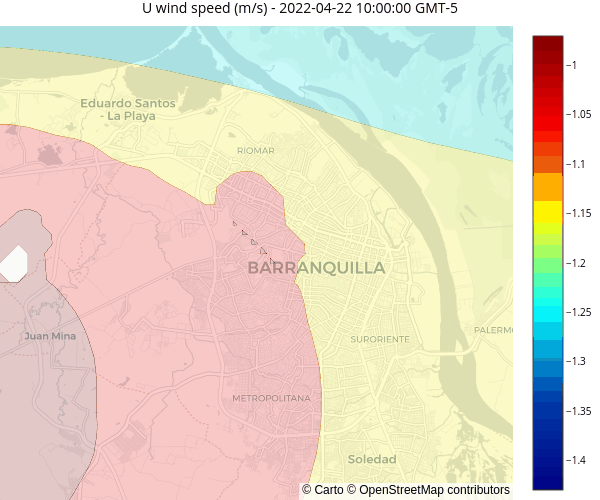 U wind speed (m/s) - 2022-04-22 10:00:00 GMT-5
Eduardo Santos
- La Playa
RIOMAR
BARRANQUILLA
Juan Mina
SURORIENTE
PALERMO
METROPOLITANA
Soledad
−1
−1.05
−1.1
−1.15
−1.2
−1.25
−1.3
−1.35
−1.4
© Carto © OpenStreetMap contributors